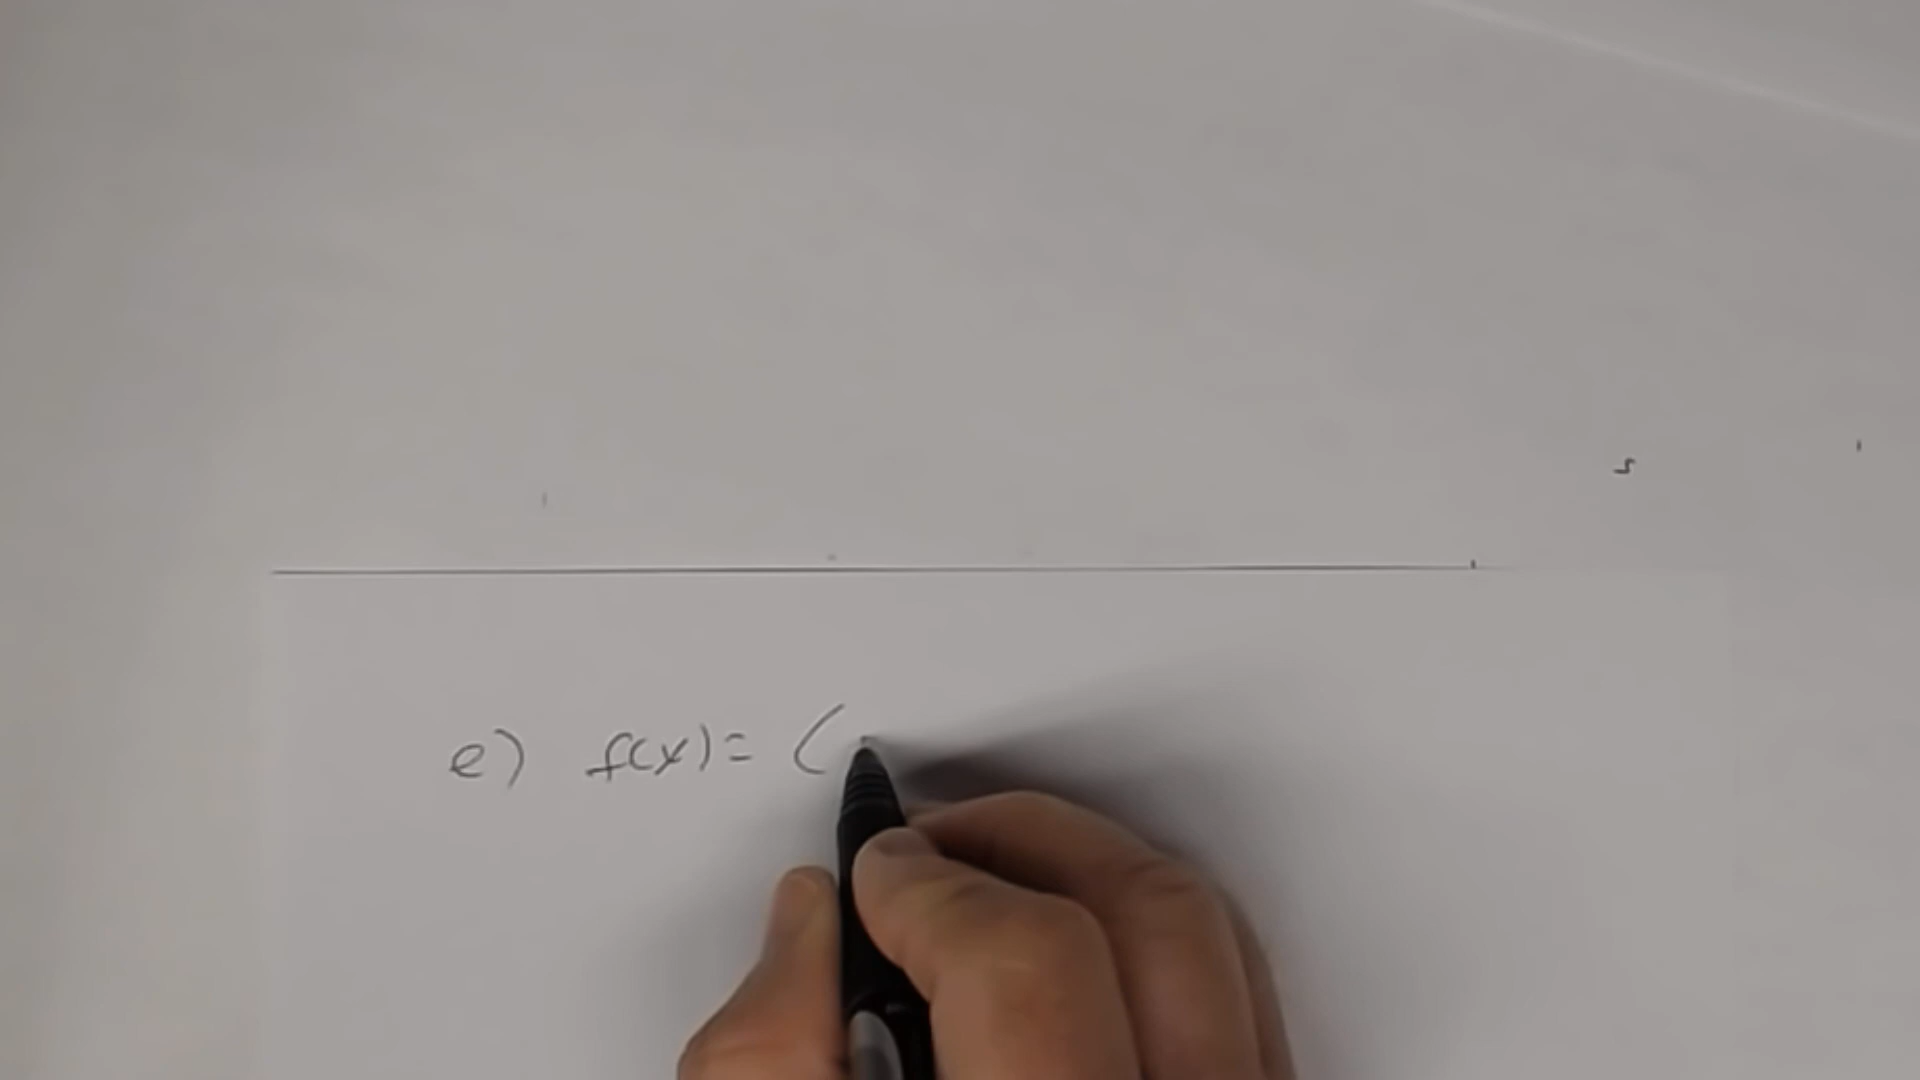 e) f(x) = (